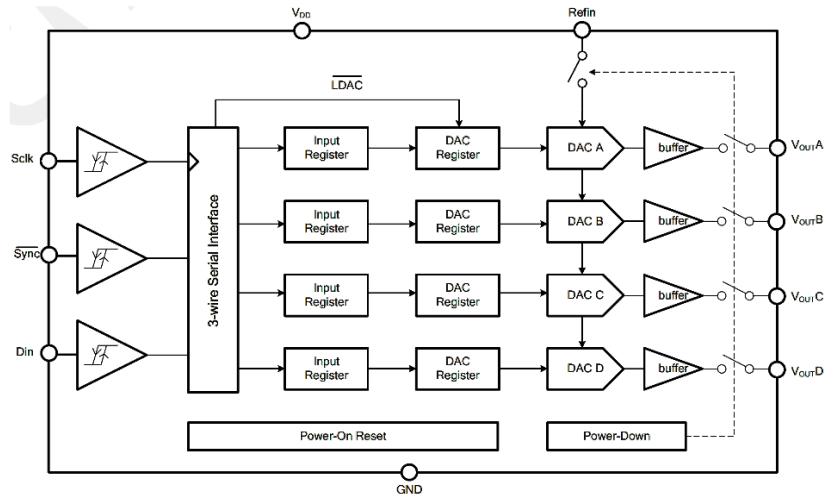 VDD
Refin
LDAC
Sclk
3-wire Serial Interface
Input
Register
DAC
Register
DAC A
buffer
VOUTA
Sync
Input
Register
DAC
Register
DAC B
buffer
VOUTB
Input
Register
DAC
Register
DAC C
buffer
VOUTC
Din
Input
Register
DAC
Register
DAC D
buffer
VOUTD
Power-On Reset
Power-Down
GND